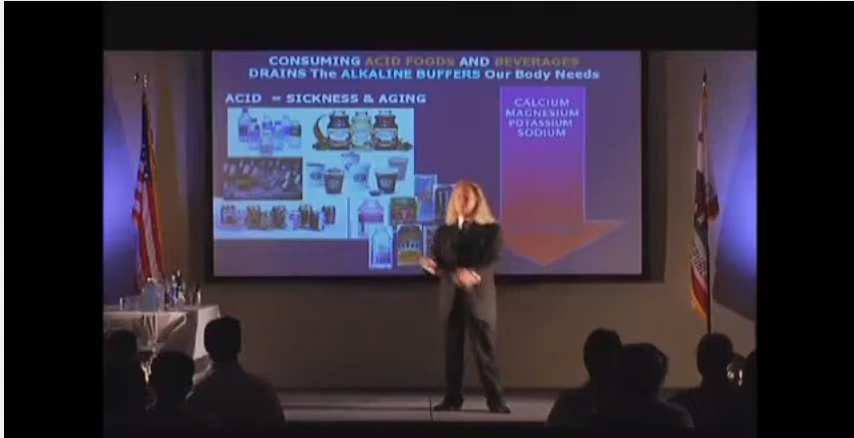 CONSUMING ACID FOODS AND BEVERAGES
DRAINS The ALKALINE BUFFERS Our Body Needs
ACID = SICKNESS & AGING
CALCIUM
MAGNESIUM
POTASSIUM
SODIUM